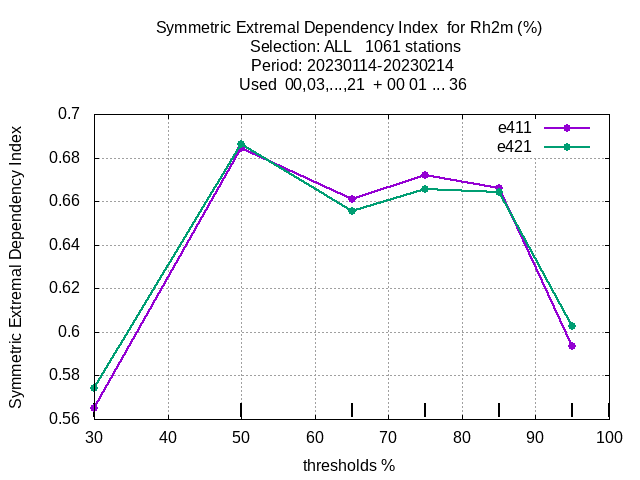 Symmetric Extremal Dependency Index  for Rh2m (%)
Selection: ALL   1061 stations
Period: 20230114-20230214
Used  00,03,...,21  + 00 01 ... 36
Symmetric Extremal Dependency Index
0.7
0.68
0.66
0.64
0.62
0.6
0.58
0.56
e411
e421
30 40 50 60 70 80 90 100
thresholds %